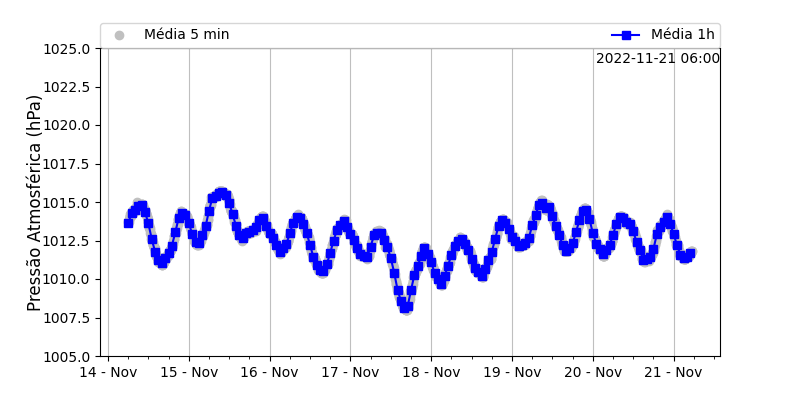 Média 5 min
Média 1h
2022-11-21 06:00
Pressão Atmosférica (hPa)
1025.0
1022.5
1020.0
1017.5
1015.0
1012.5
1010.0
1007.5
1005.0
14 - Nov
15 - Nov
16 - Nov
17 - Nov
18 - Nov
19 - Nov
20 - Nov
21 - Nov